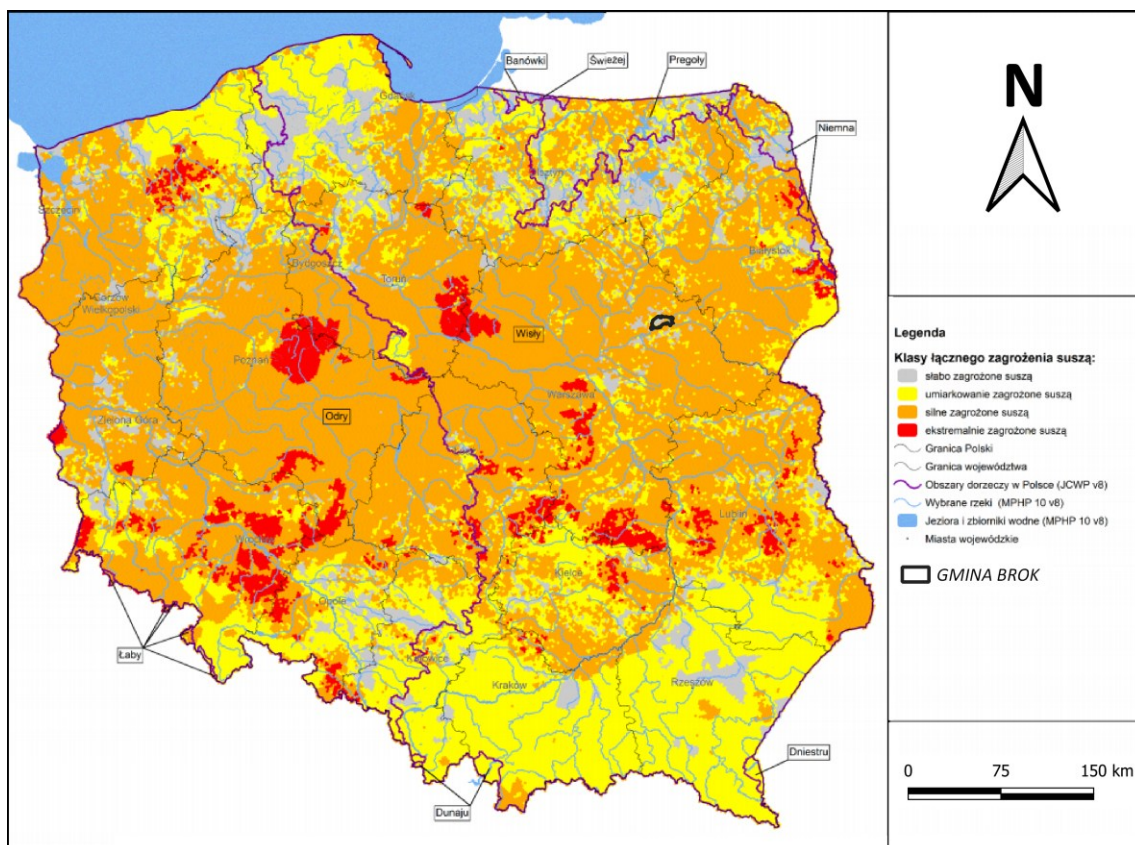 Banówki
Świeżej
Pregoły
Niemna
Gdańsk
Olsztyn
Szczecin
Białystok
Bydgoszcz
Toruń
Gorzów
Wielkopolski
Wisły
Poznań
Warszawa
Odry
Zielona Góra
Lublin
Wrocław
Kielce
Opole
Łaby
Katowice
Kraków
Rzeszów
Dniestru
Dunaju
N
Legenda
Klasy łącznego zagrożenia suszą:
słabo zagrożone suszą
umiarkowanie zagrożone suszą
silne zagrożone suszą
ekstremalnie zagrożone suszą
Granica Polski
Granica województwa
Obszary dorzeczy w Polsce (JCWP v8)
Wybrane rzeki (MPHP 10 v8)
Jeziora i zbiorniki wodne (MPHP 10 v8)
Miasta wojewódzkie
GMINA BROK
0 75 150 km